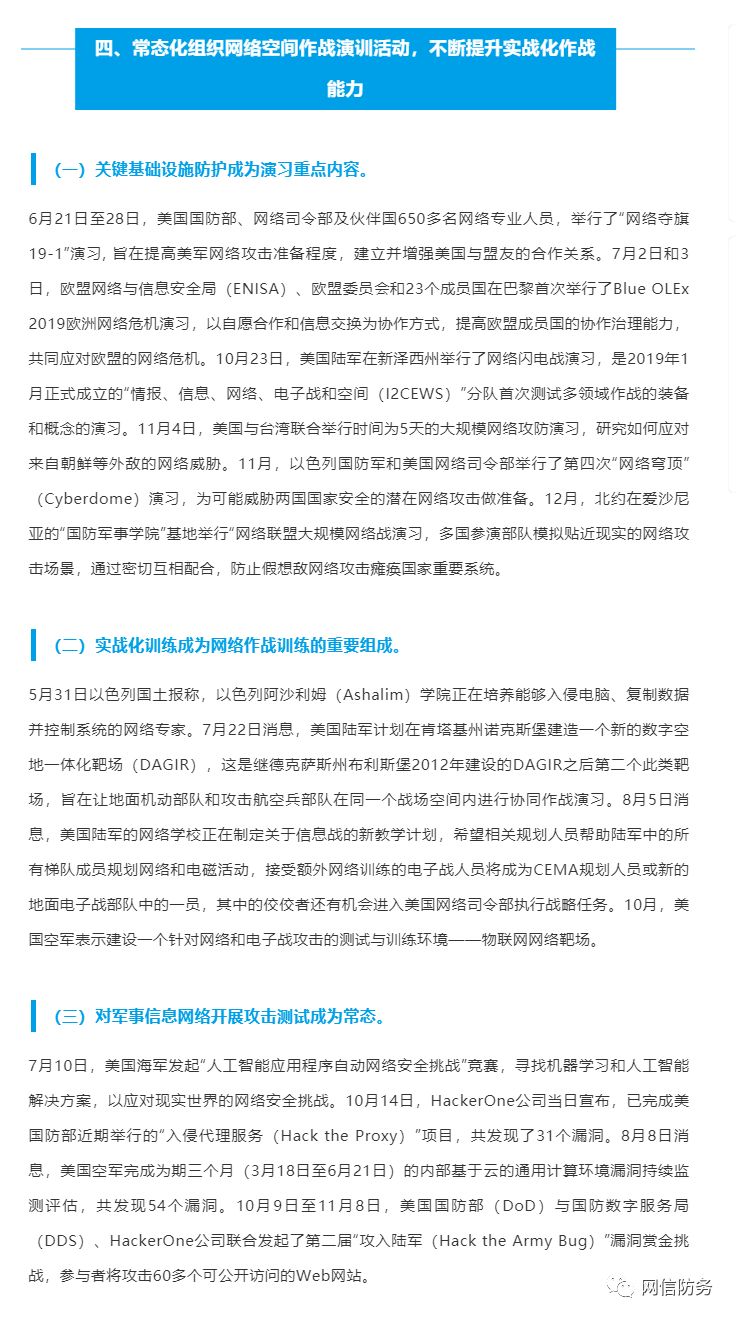 四、常态化组织网络空间作战演训活动，不断提升实战化作战
能力
（一）关键基础设施防护成为演习重点内容。
6月21日至28日，美国国防部、网络司令部及伙伴国650多名网络专业人员，举行了“网络夺旗
19-1”演习, 旨在提高美军网络攻击准备程度，建立并增强美国与盟友的合作关系。7月2日和3
日，欧盟网络与信息安全局（ENISA）、欧盟委员会和23个成员国在巴黎首次举行了Blue OLEx
2019欧洲网络危机演习，以自愿合作和信息交换为协作方式，提高欧盟成员国的协作治理能力，
共同应对欧盟的网络危机。10月23日，美国陆军在新泽西州举行了网络闪电战演习，是2019年1
月正式成立的“情报、信息、网络、电子战和空间（I2CEWS）”分队首次测试多领域作战的装备
和概念的演习。11月4日，美国与台湾联合举行时间为5天的大规模网络攻防演习，研究如何应对
来自朝鲜等外敌的网络威胁。11月，以色列国防军和美国网络司令部举行了第四次“网络穹顶”
（Cyberdome）演习，为可能威胁两国国家安全的潜在网络攻击做准备。12月，北约在爱沙尼
亚的“国防军事学院”基地举行“网络联盟大规模网络战演习，多国参演部队模拟贴近现实的网络攻
击场景，通过密切互相配合，防止假想敌网络攻击瘫痪国家重要系统。
（二）实战化训练成为网络作战训练的重要组成。
5月31日以色列国土报称，以色列阿沙利姆（Ashalim）学院正在培养能够入侵电脑、复制数据
并控制系统的网络专家。7月22日消息，美国陆军计划在肯塔基州诺克斯堡建造一个新的数字空
地一体化靶场（DAGIR），这是继德克萨斯州布利斯堡2012年建设的DAGIR之后第二个此类靶
场，旨在让地面机动部队和攻击航空兵部队在同一个战场空间内进行协同作战演习。8月5日消
息，美国陆军的网络学校正在制定关于信息战的新教学计划，希望相关规划人员帮助陆军中的所
有梯队成员规划网络和电磁活动，接受额外网络训练的电子战人员将成为CEMA规划人员或新的
地面电子战部队中的一员，其中的佼佼者还有机会进入美国网络司令部执行战略任务。10月，美
国空军表示建设一个针对网络和电子战攻击的测试与训练环境——物联网网络靶场。
（三）对军事信息网络开展攻击测试成为常态。
7月10日，美国海军发起“人工智能应用程序自动网络安全挑战”竞赛，寻找机器学习和人工智能
解决方案，以应对现实世界的网络安全挑战。10月14日，HackerOne公司当日宣布，已完成美
国防部近期举行的“入侵代理服务（Hack the Proxy）”项目，共发现了31个漏洞。8月8日消
息，美国空军完成为期三个月（3月18日至6月21日）的内部基于云的通用计算环境漏洞持续监
测评估，共发现54个漏洞。10月9日至11月8日，美国国防部（DoD）与国防数字服务局
（DDS）、HackerOne公司联合发起了第二届“攻入陆军（Hack the Army Bug）”漏洞赏金挑
战，参与者将攻击60多个可公开访问的Web网站。
网信防务